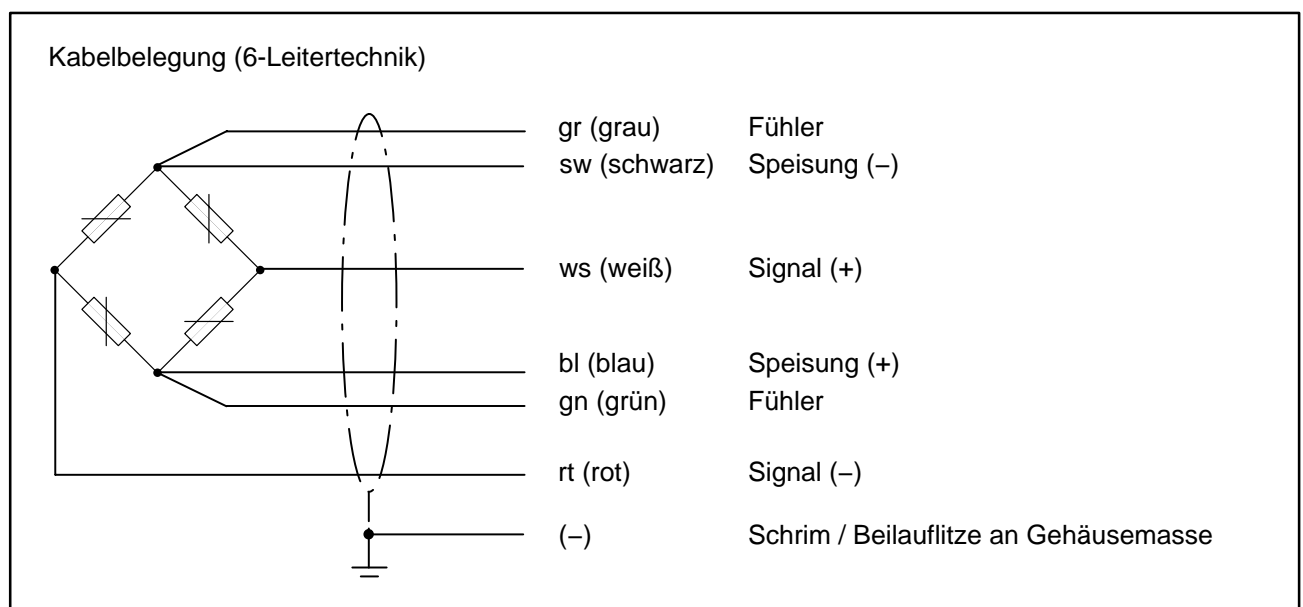 Kabelbelegung (6-Leitertechnik)
gr (grau) Fühler
sw (schwarz) Speisung (−)
ws (weiß) Signal (+)
bl (blau) Speisung (+)
gn (grün) Fühler
rt (rot) Signal (−)
(−) Schrim / Beilauflitze an Gehäusemasse